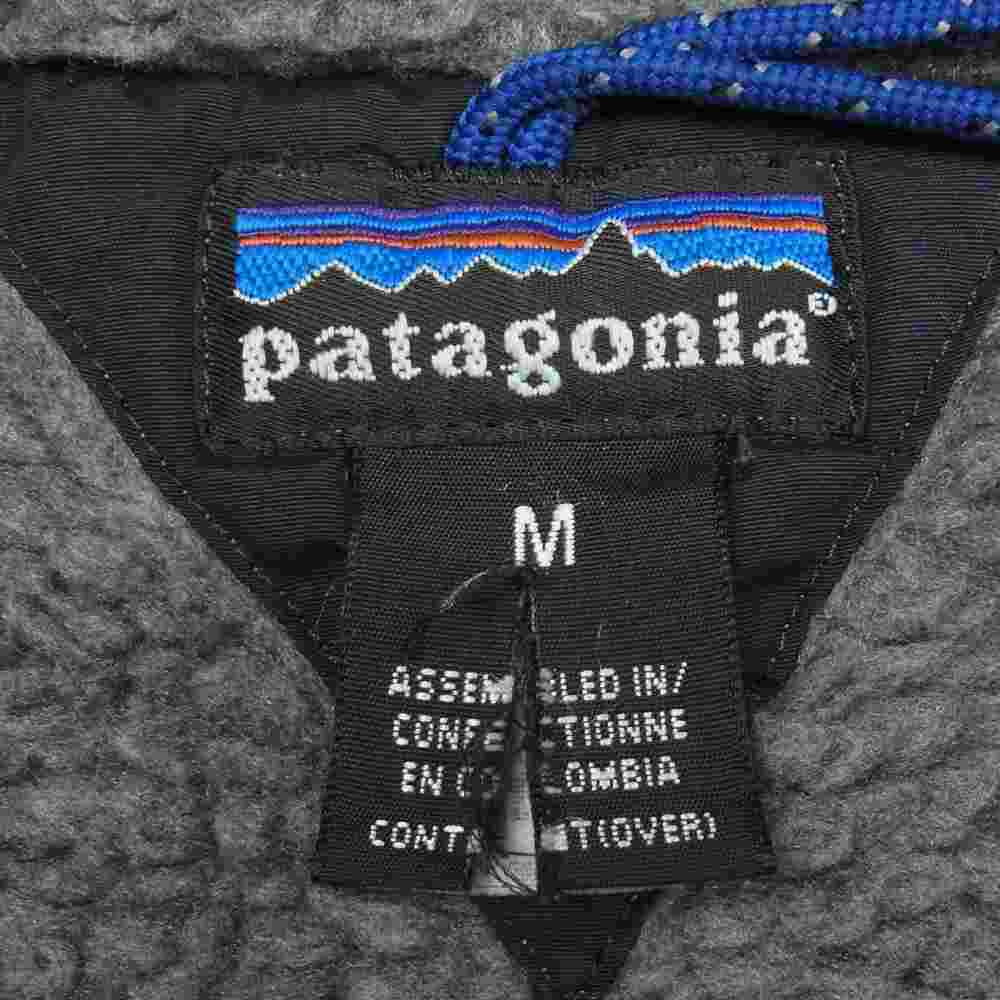 patagonia®
M
ASSEMBLED IN/
CONFECTIONNE
EN COLOMBIA
CONTENT(OVER)